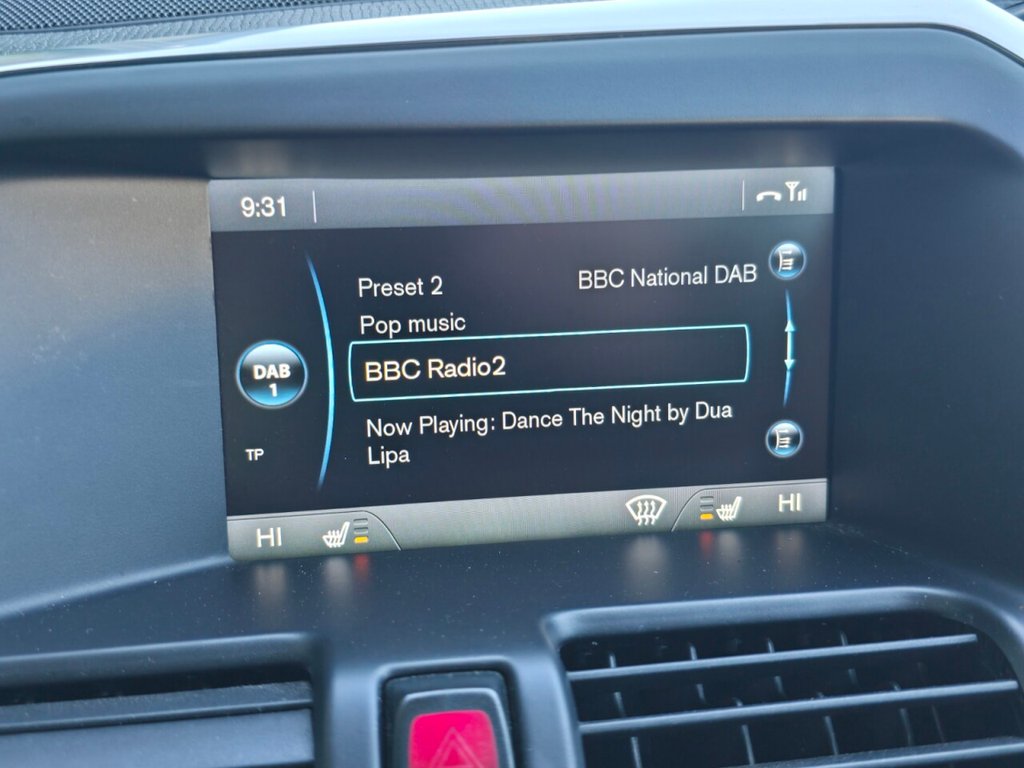 9:31
Preset 2
BBC National DAB
Pop music
BBC Radio2
DAB
1
Now Playing: Dance The Night by Dua
Lipa
TP
HI
HI